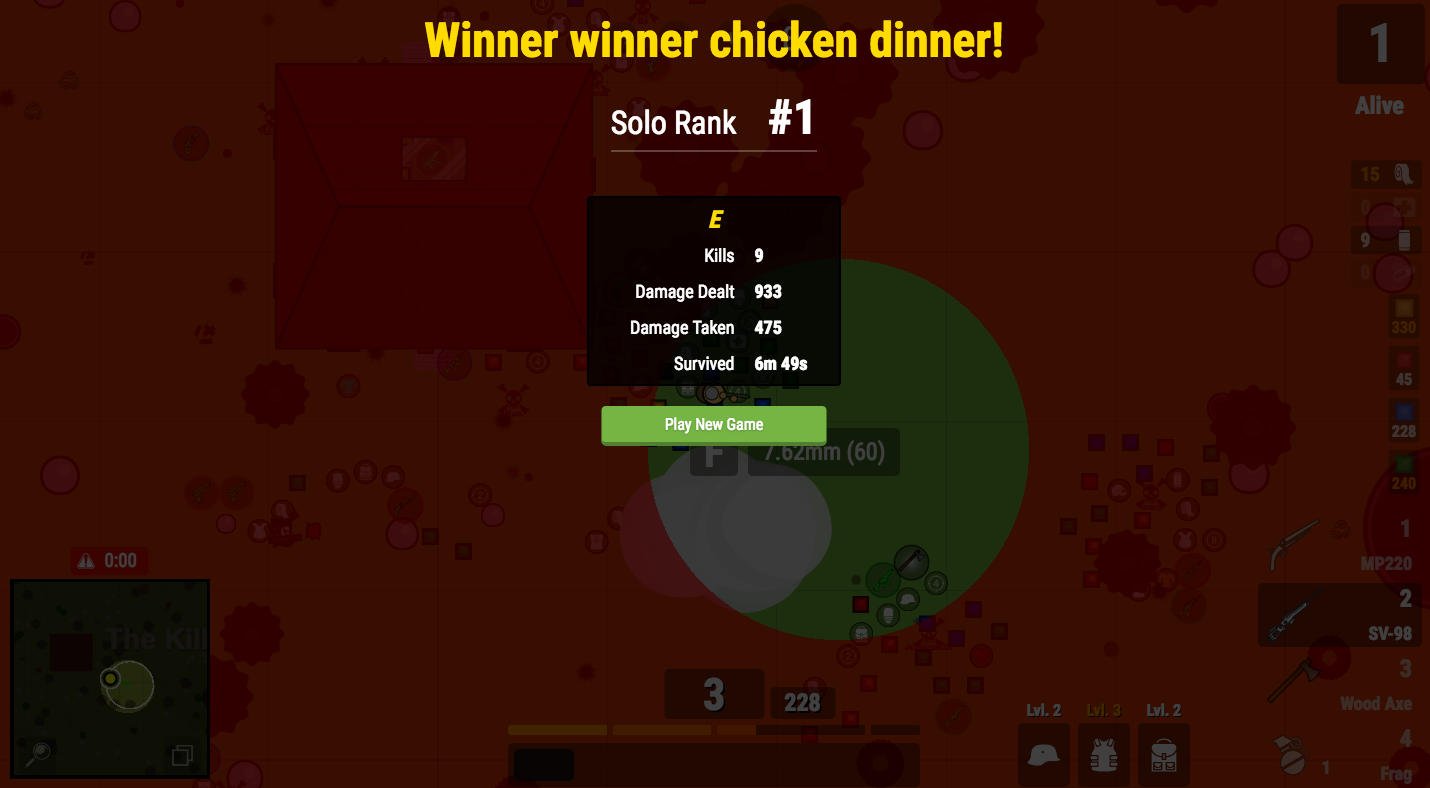 Winner winner chicken dinner!
1
Alive
Solo Rank #1
15
0
9
0
E
Kills 9
Damage Dealt 933
Damage Taken 475
Survived 6m 49s
Play New Game
330
45
228
240
F
7.62mm (60)
0:00
The Kill
1
MP220
2
SV-98
3
Wood Axe
4
1
Frag
3
228
Lvl. 2
Lvl. 3
Lvl. 2